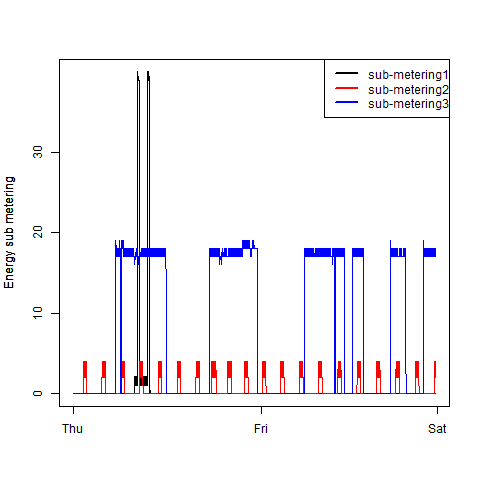 sub-metering1
sub-metering2
sub-metering3
Energy sub metering
30
20
10
0
Thu Fri Sat